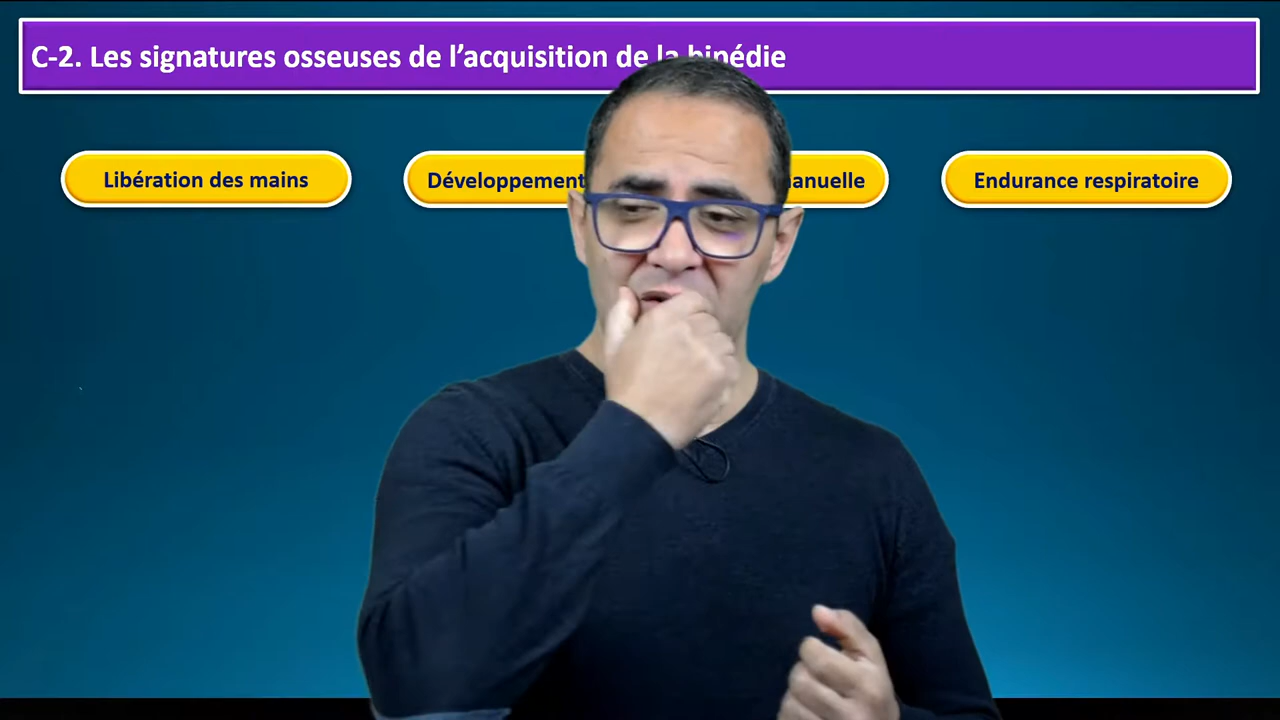 C-2. Les signatures osseuses de l'acquisition de la bipédie
Libération des mains
Développement
Endurance respiratoire